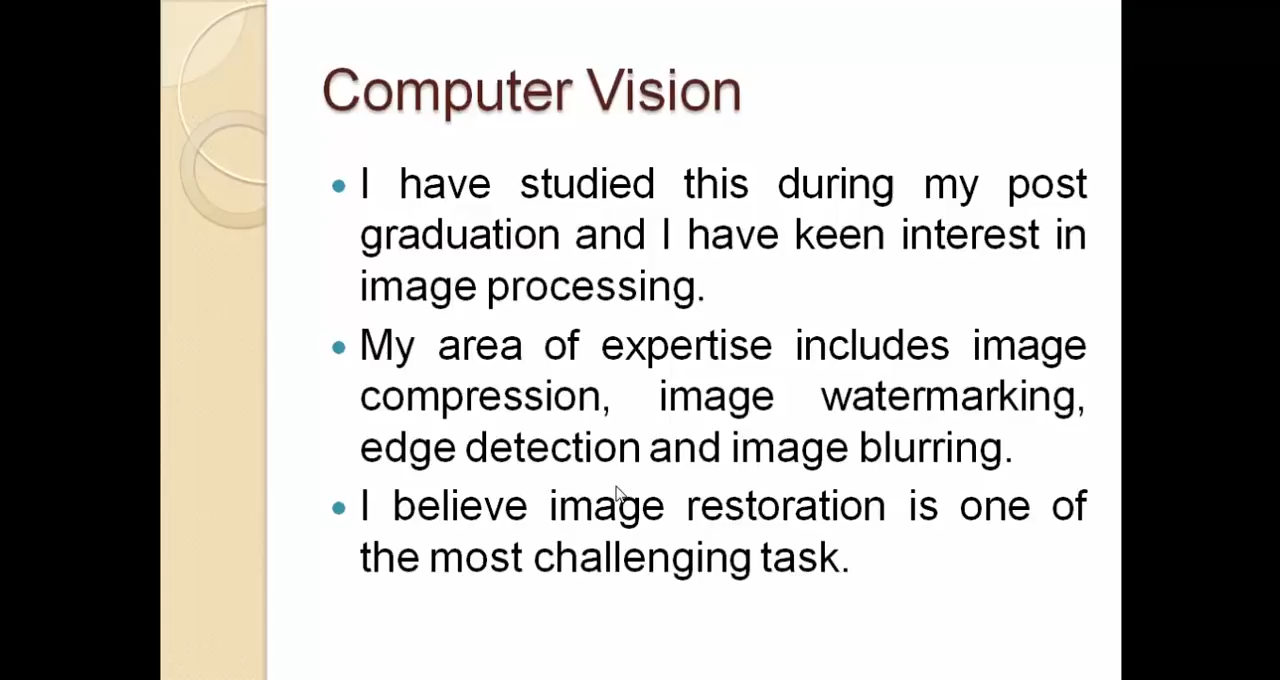 Computer Vision
• I have studied this during my post
graduation and I have keen interest in
image processing.
• My area of expertise includes image
compression, image watermarking,
edge detection and image blurring.
• I believe image restoration is one of
the most challenging task.